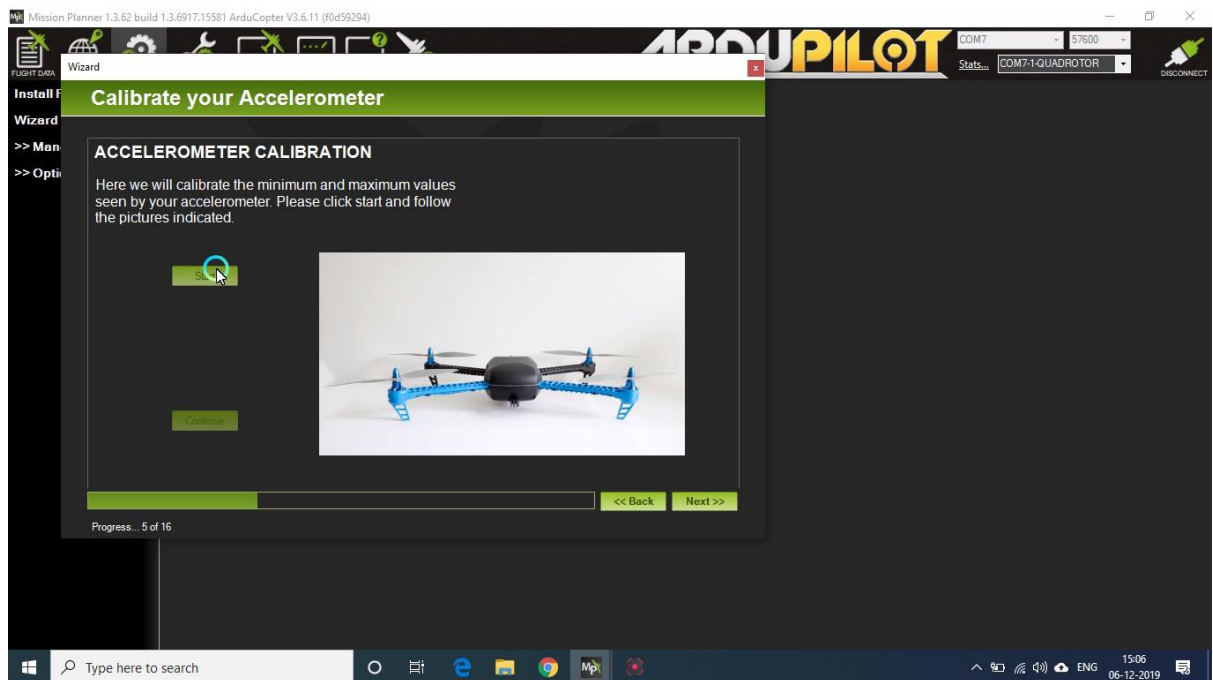 Mission Planner 1.3.62 build 1.3.6917.15581 ArduCopter V3.6.11 (f0d59294)
FLIGHT DATA
ARDUPILOT
COM7
57600
Stats...
COM7-1-QUADROTOR
DISCONNECT
Install F
Wizard
>> Man
>> Opti
Wizard
x
Calibrate your Accelerometer
ACCELEROMETER CALIBRATION
Here we will calibrate the minimum and maximum values
seen by your accelerometer. Please click start and follow
the pictures indicated.
Continue
<< Back
Next >>
Progress... 5 of 16
Type here to search
Mp
ENG
15:06
06-12-2019